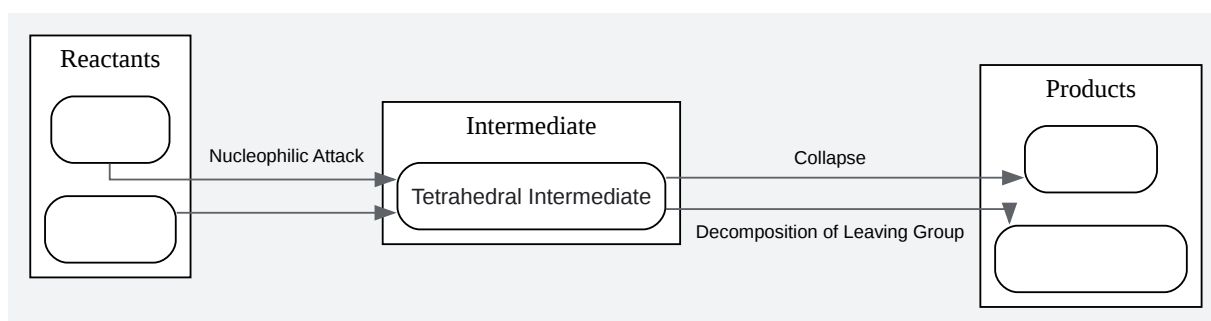 Reactants
Nucleophilic Attack
Intermediate
Tetrahedral Intermediate
Collapse
Decomposition of Leaving Group
Products